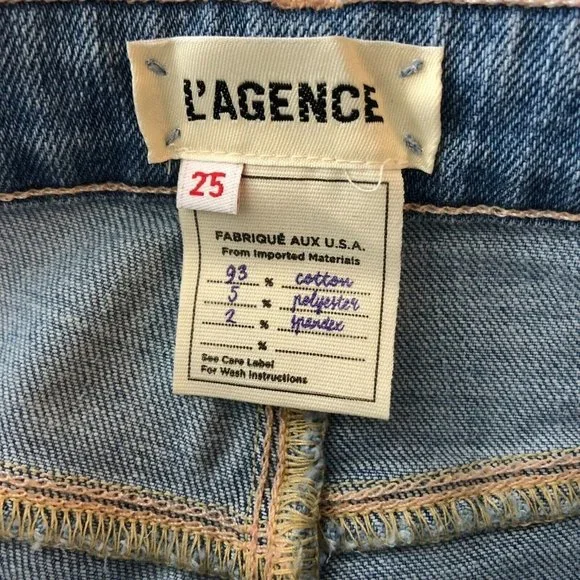 L'AGENCE
25
FABRIQUÉ AUX U.S.A.
From Imported Materials
93 % cotton
5 % polyester
2 % spandex
%
See Care Label
For Wash Instructions